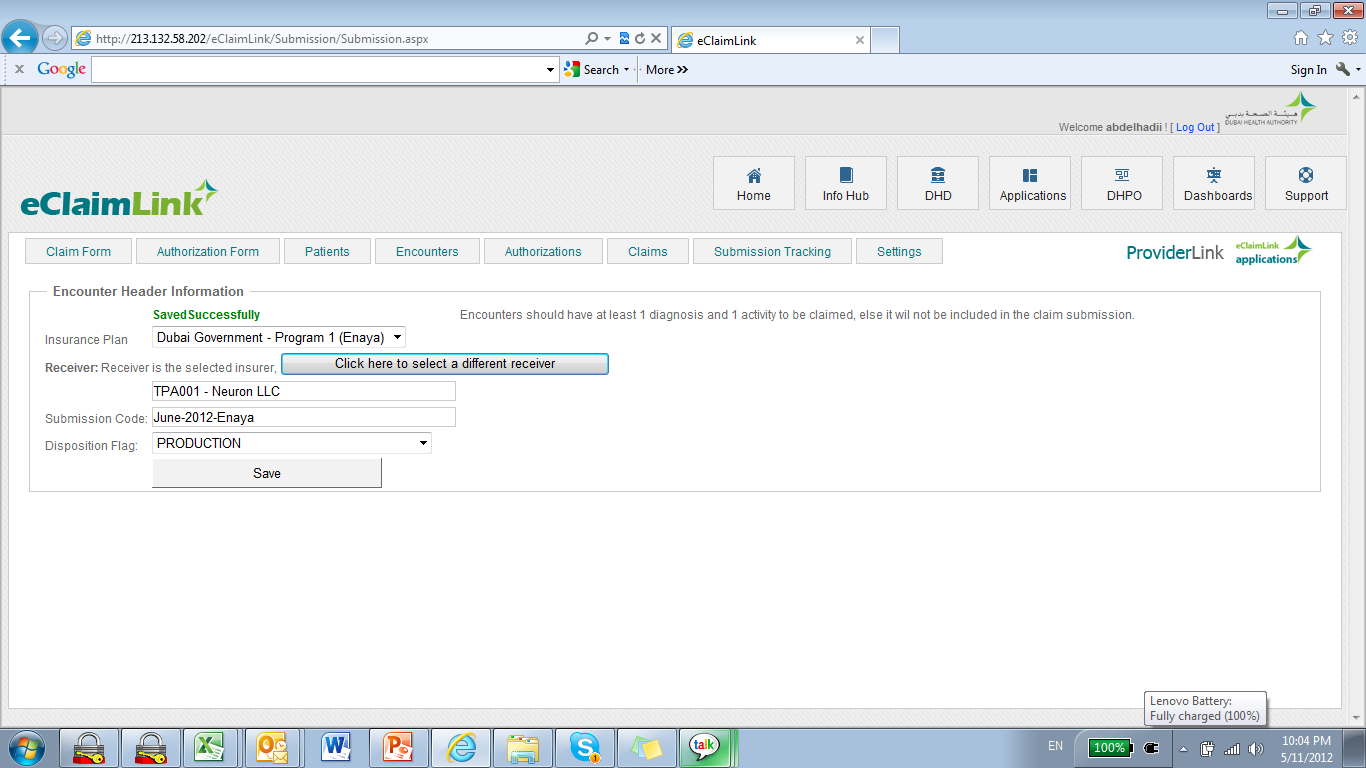 http://213.132.58.202/eClaimLink/Submission/Submission.aspx
eClaimLink
x Google Search More »
Sign In
هيئة الصحة بدبي
DUBAI HEALTH AUTHORITY
Welcome abdelhadii ! [ Log Out ]
eClaimLink
Home Info Hub DHD Applications DHPO Dashboards Support
Claim Form Authorization Form Patients Encounters Authorizations Claims Submission Tracking Settings
ProviderLink eClaimLink applications
Encounter Header Information
Saved Successfully
Encounters should have at least 1 diagnosis and 1 activity to be claimed, else it wil not be included in the claim submission.
Insurance Plan Dubai Government - Program 1 (Enaya)
Receiver: Receiver is the selected insurer, Click here to select a different receiver
TPA001 - Neuron LLC
Submission Code: June-2012-Enaya
Disposition Flag: PRODUCTION
Save
Lenovo Battery:
Fully charged (100%)
talk
EN
100%
10:04 PM
5/11/2012